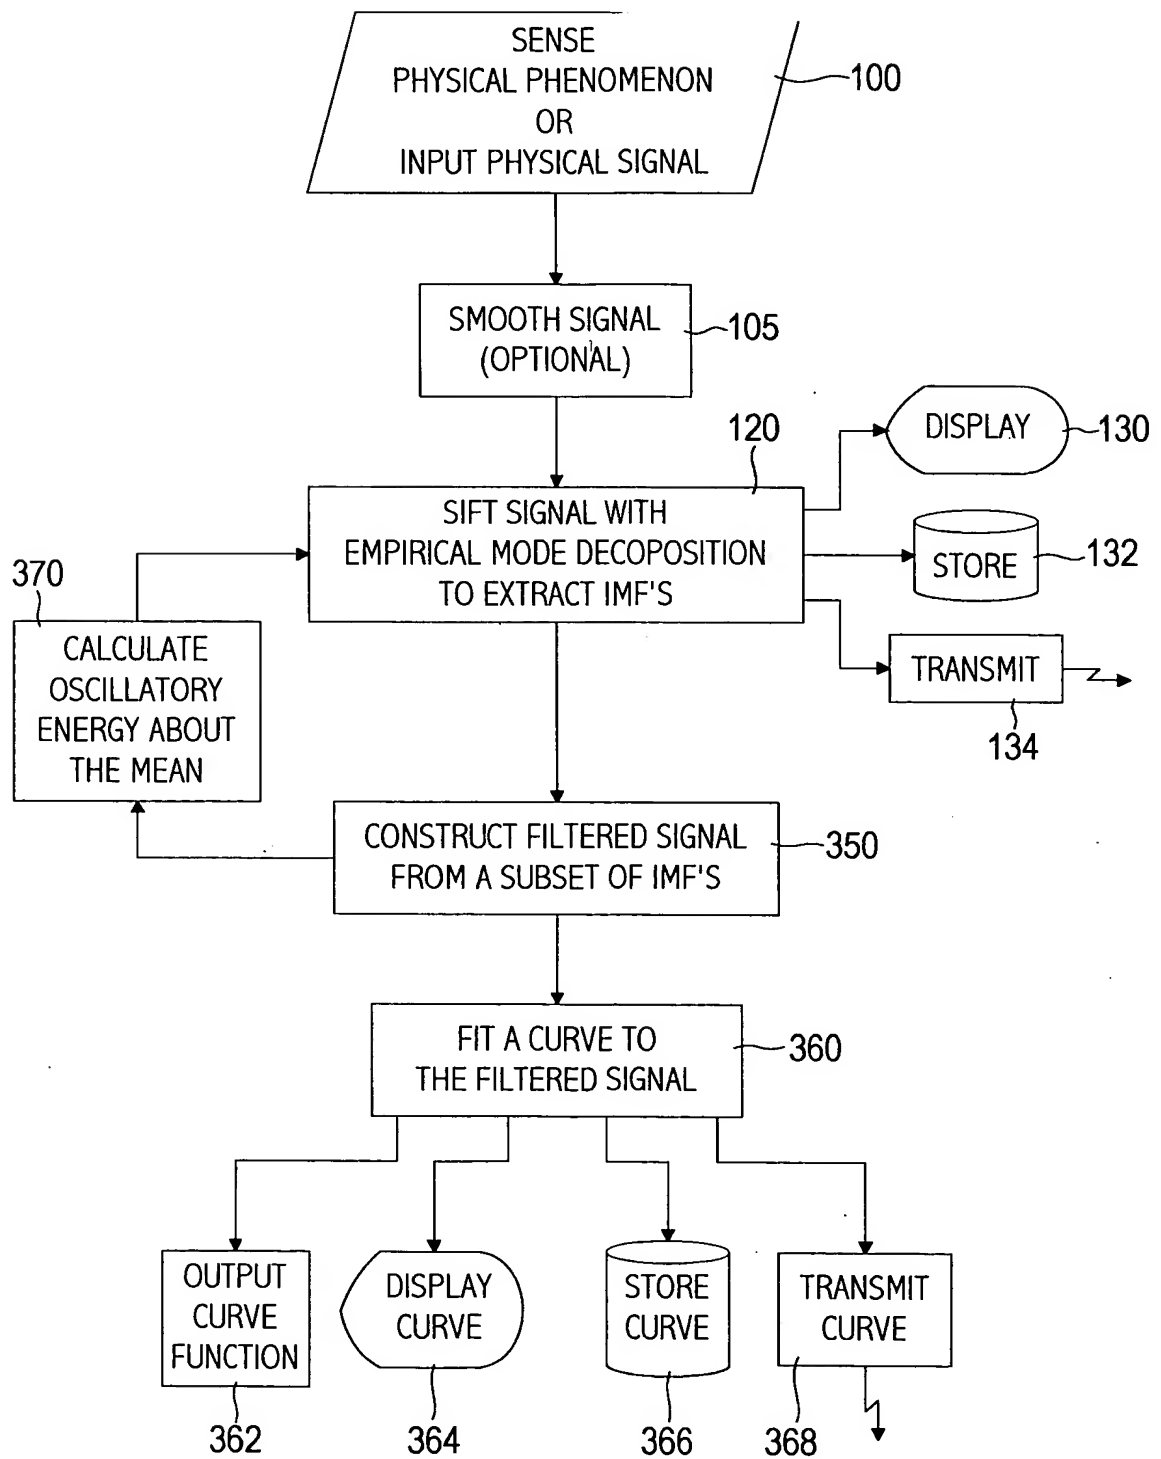 SENSE
PHYSICAL PHENOMENON
OR
INPUT PHYSICAL SIGNAL
100
SMOOTH SIGNAL
(OPTIONAL)
105
120
SIFT SIGNAL WITH
EMPIRICAL MODE DECOPOSITION
TO EXTRACT IMF'S
DISPLAY
130
STORE
132
TRANSMIT
134
370
CALCULATE
OSCILLATORY
ENERGY ABOUT
THE MEAN
CONSTRUCT FILTERED SIGNAL
FROM A SUBSET OF IMF'S
350
FIT A CURVE TO
THE FILTERED SIGNAL
360
OUTPUT
CURVE
FUNCTION
362
DISPLAY
CURVE
364
STORE
CURVE
366
TRANSMIT
CURVE
368